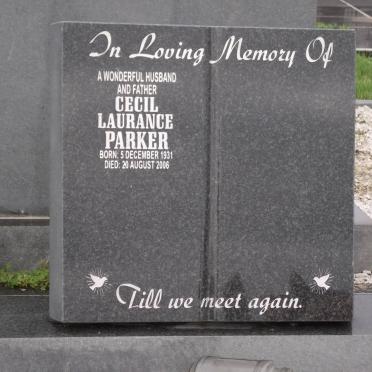 In Loving Memory Of
A WONDERFUL HUSBAND
AND FATHER
CECIL
LAURANCE
PARKER
BORN: 5 DECEMBER 1931
DIED: 20 AUGUST 2006
Till we meet again.